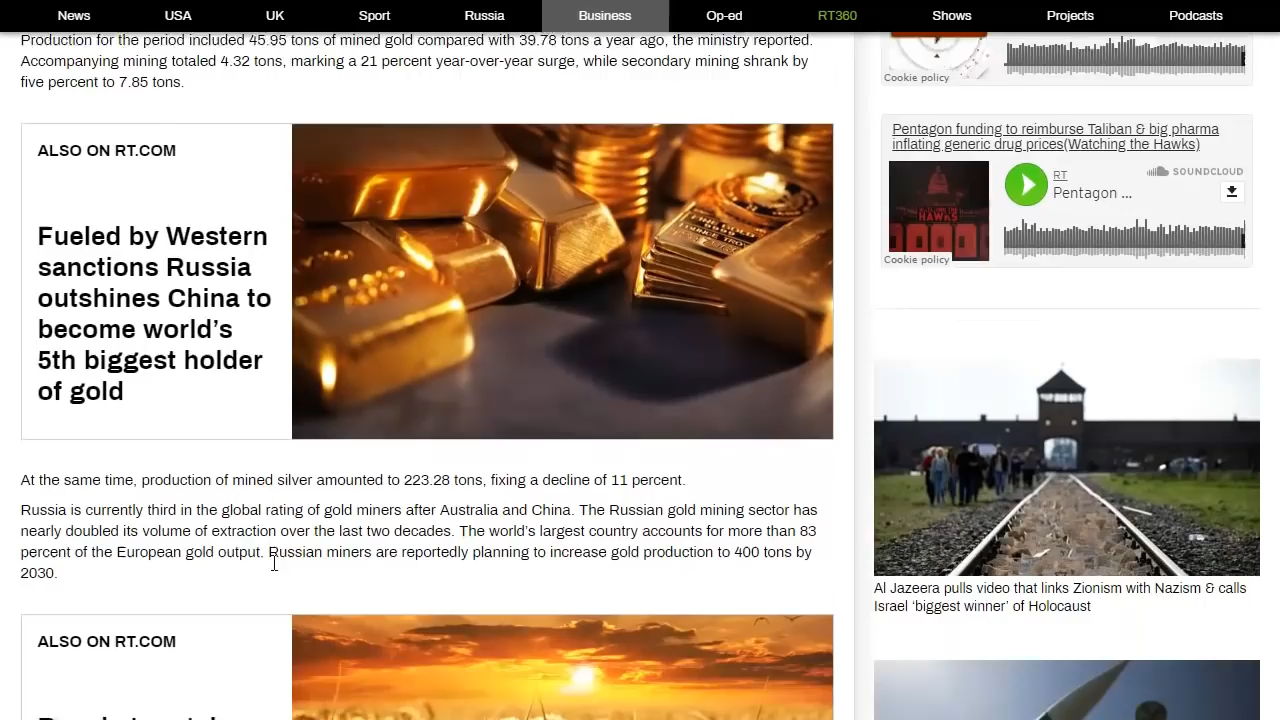 News USA UK Sport Russia Business Op-ed RT360 Shows Projects Podcasts
Production for the period included 45.95 tons of mined gold compared with 39.78 tons a year ago, the ministry reported.
Accompanying mining totaled 4.32 tons, marking a 21 percent year-over-year surge, while secondary mining shrank by
five percent to 7.85 tons.
ALSO ON RT.COM
Fueled by Western
sanctions Russia
outshines China to
become world’s
5th biggest holder
of gold
At the same time, production of mined silver amounted to 223.28 tons, fixing a decline of 11 percent.
Russia is currently third in the global rating of gold miners after Australia and China. The Russian gold mining sector has
nearly doubled its volume of extraction over the last two decades. The world’s largest country accounts for more than 83
percent of the European gold output. Russian miners are reportedly planning to increase gold production to 400 tons by
2030.
ALSO ON RT.COM
Cookie policy
Pentagon funding to reimburse Taliban & big pharma
inflating generic drug prices(Watching the Hawks)
RT
SOUNDCLOUD
Pentagon ...
HAWKS
Cookie policy
Al Jazeera pulls video that links Zionism with Nazism & calls
Israel ‘biggest winner’ of Holocaust